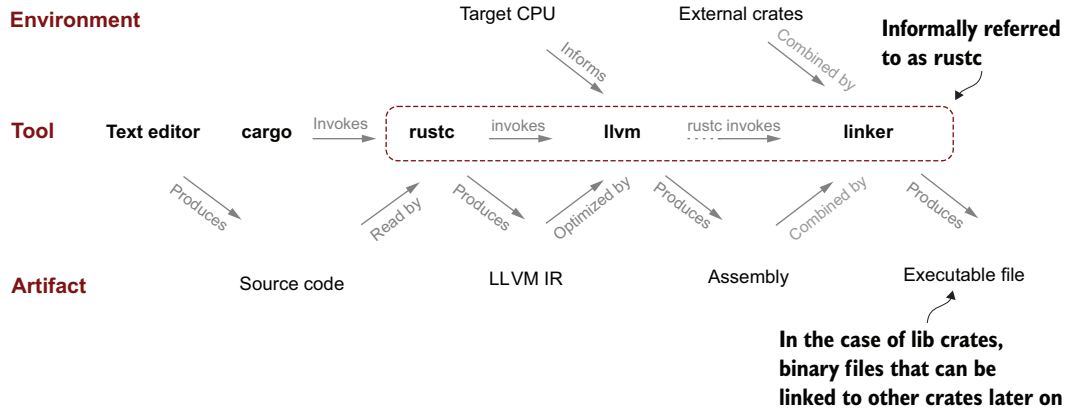 Environment
Target CPU
External crates
Informally referred
to as rustc
Informs
Combined by
Tool
Text editor
cargo
Invokes
rustc
invokes
llvm
rustc invokes
linker
Produces
Read by
Produces
Optimized by
Produces
Combined by
Produces
Artifact
Source code
LLVM IR
Assembly
Executable file
In the case of lib crates,
binary files that can be
linked to other crates later on